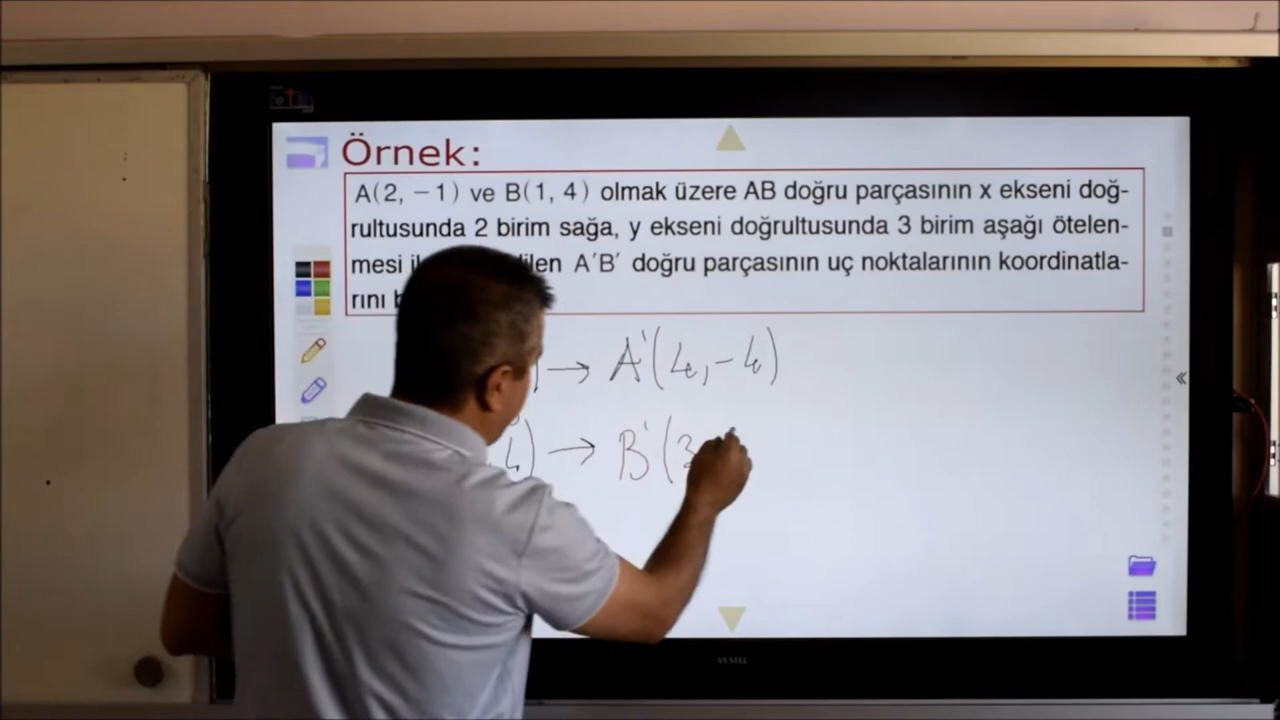 Örnek:
A(2, −1) ve B(1, 4) olmak üzere AB doğru parçasının x ekseni doğ-
rultusunda 2 birim sağa, y ekseni doğrultusunda 3 birim aşağı ötelen-
mesi A′B′ doğru parçasının uç noktalarının koordinatla-
rını
→ A'(4, -4)
4) → B'(3
VESTEL